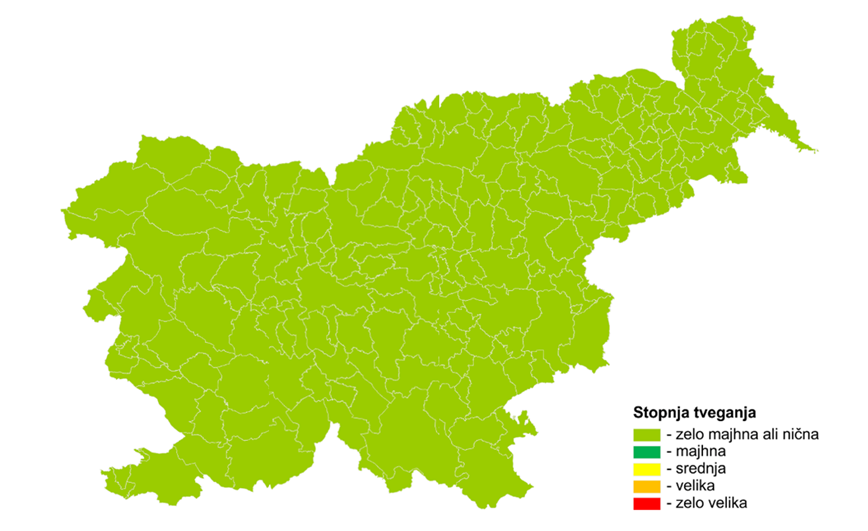 Stopnja tveganja
- zelo majhna ali nična
- majhna
- srednja
- velika
- zelo velika